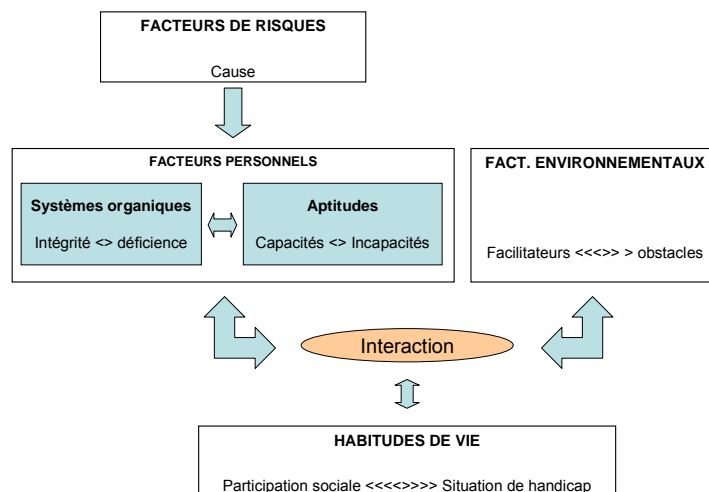 FACTEURS DE RISQUES
Cause
FACTEURS PERSONNELS
Systèmes organiques
Intégrité <> déficience
Aptitudes
Capacités <> Incapacités
FACT. ENVIRONNEMENTAUX
Facilitateurs <<<>> > obstacles
Interaction
HABITUDES DE VIE
Participation sociale <<<<>>>> Situation de handicap